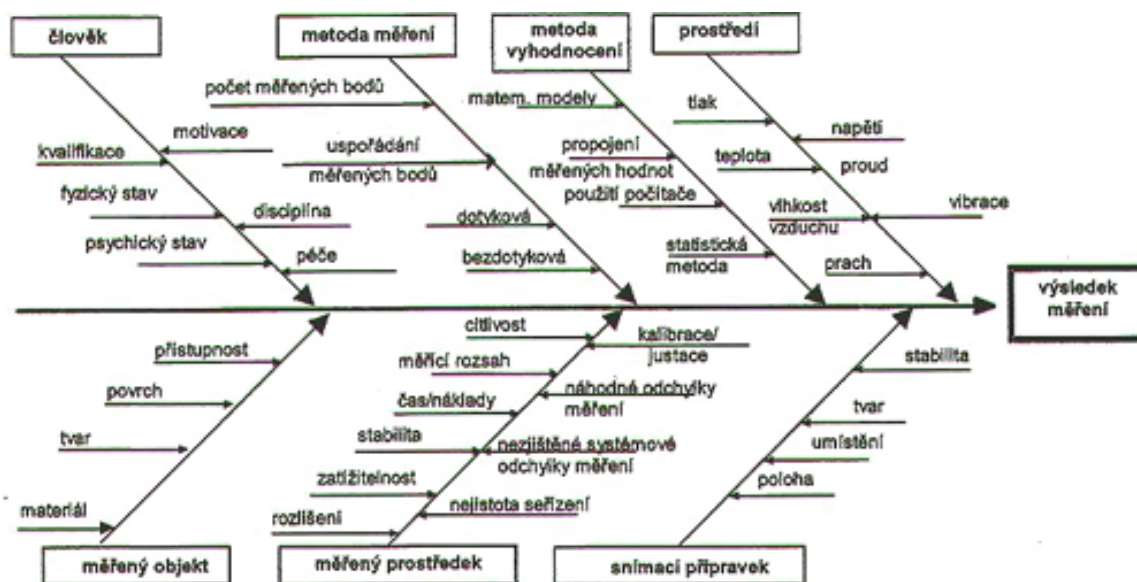 člověk
metoda měření
metoda
vyhodnocení
prostředí
počet měřených bodů
matem. modely
tlak
motivace
napětí
kvalifikace
uspořádání
měřených bodů
propojení
měřených hodnot
teplota
proud
fyzický stav
použití počítače
disciplína
dotyková
vlhkost
vzduchu
vibrace
psychický stav
péče
bezdotyková
statistická
metoda
prach
výsledek
měření
citlivost
kalibrace/
justace
přístupnost
měřicí rozsah
stabilita
povrch
čas/náklady
náhodné odchylky
měření
tvar
tvar
stabilita
nezjištěné systémové
odchylky měření
umístění
zatížitelnost
poloha
materiál
rozlišení
nejistota seřízení
měřený objekt
měřený prostředek
snímací přípravek